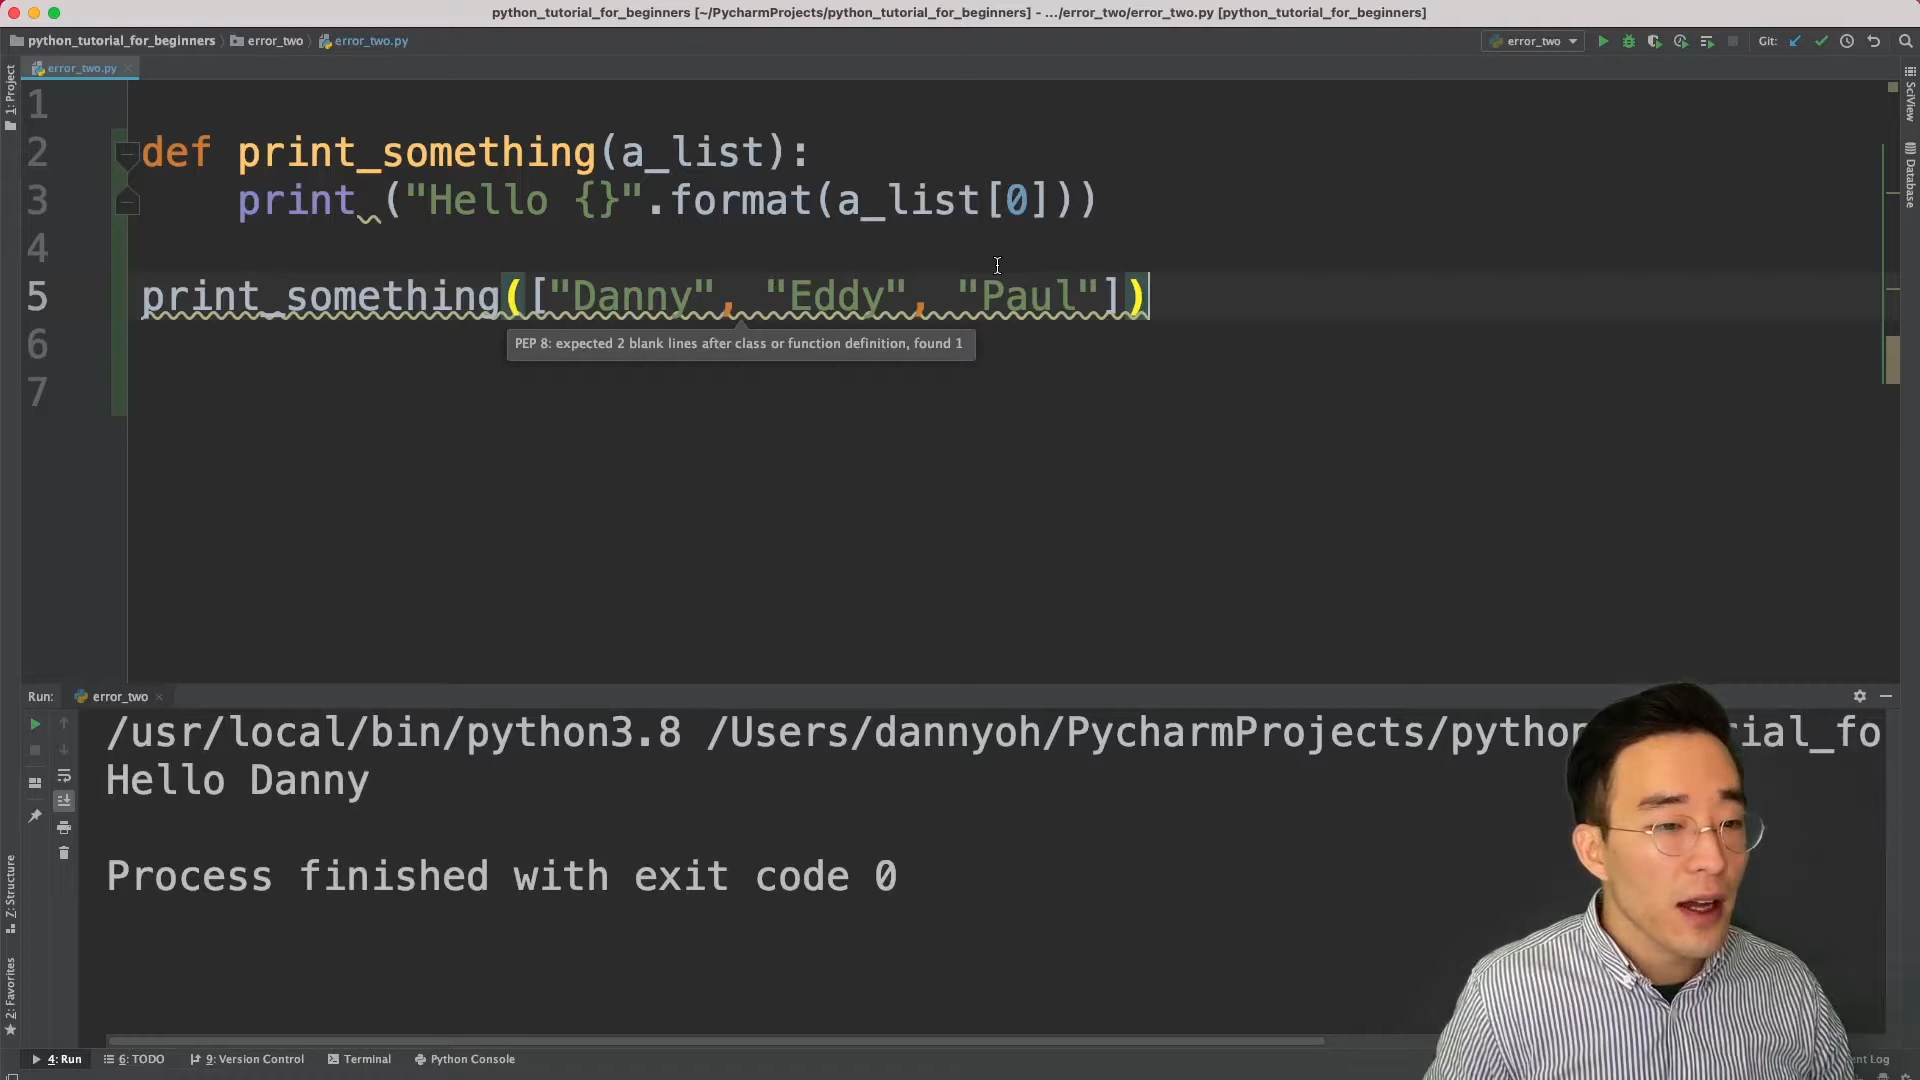 python_tutorial_for_beginners [~/PycharmProjects/python_tutorial_for_beginners] - .../error_two/error_two.py [python_tutorial_for_beginners]
python_tutorial_for_beginners error_two error_two.py
error_two Git:
error_two.py
1: Project
SciView
Database
1
2 def print_something(a_list):
3 print ("Hello {}".format(a_list[0]))
4
5 print_something(["Danny", "Eddy", "Paul"])
PEP 8: expected 2 blank lines after class or function definition, found 1
6
7
Run: error_two
/usr/local/bin/python3.8 /Users/dannyoh/PycharmProjects/python ial_fo
Hello Danny
Process finished with exit code 0
Z: Structure
2: Favorites
4: Run 6: TODO 9: Version Control Terminal Python Console Log